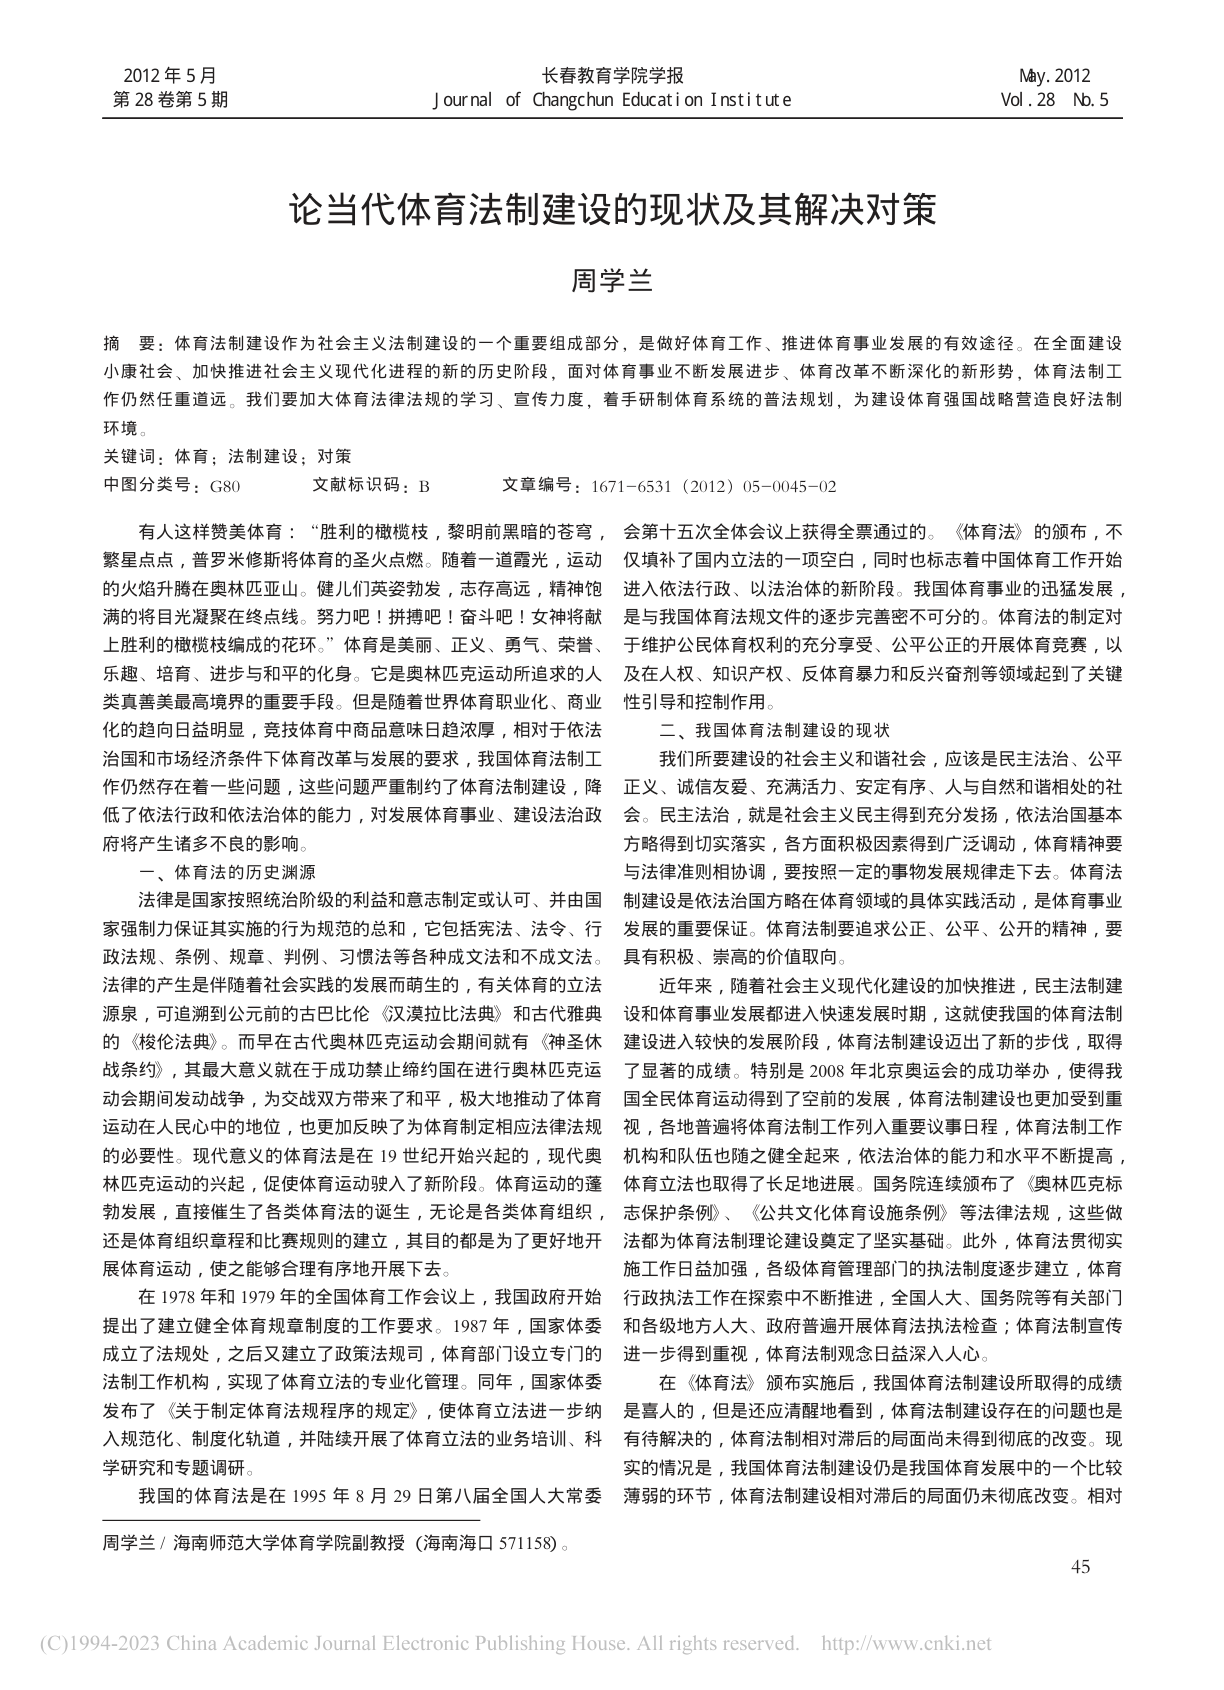 2012 年 5 月
第 28 卷第 5 期
长春教育学院学报
Journal of Changchun Education Institute
May. 2012
Vol. 28 No. 5
论当代体育法制建设的现状及其解决对策
周学兰
摘　要：体育法制建设作为社会主义法制建设的一个重要组成部分，是做好体育工作、推进体育事业发展的有效途径。在全面建设
小康社会、加快推进社会主义现代化进程的新的历史阶段，面对体育事业不断发展进步、体育改革不断深化的新形势，体育法制工
作仍然任重道远。我们要加大体育法律法规的学习、宣传力度，着手研制体育系统的普法规划，为建设体育强国战略营造良好法制
环境。
关键词：体育；法制建设；对策
中图分类号：G80　　　文献标识码：B　　　文章编号：1671-6531（2012）05-0045-02
有人这样赞美体育：“胜利的橄榄枝，黎明前黑暗的苍穹，
繁星点点，普罗米修斯将体育的圣火点燃。随着一道霞光，运动
的火焰升腾在奥林匹亚山。健儿们英姿勃发，志存高远，精神饱
满的将目光凝聚在终点线。努力吧！拼搏吧！奋斗吧！女神将献
上胜利的橄榄枝编成的花环。”体育是美丽、正义、勇气、荣誉、
乐趣、培育、进步与和平的化身。它是奥林匹克运动所追求的人
类真善美最高境界的重要手段。但是随着世界体育职业化、商业
化的趋向日益明显，竞技体育中商品意味日趋浓厚，相对于依法
治国和市场经济条件下体育改革与发展的要求，我国体育法制工
作仍然存在着一些问题，这些问题严重制约了体育法制建设，降
低了依法行政和依法治体的能力，对发展体育事业、建设法治政
府将产生诸多不良的影响。
一、体育法的历史渊源
法律是国家按照统治阶级的利益和意志制定或认可、并由国
家强制力保证其实施的行为规范的总和，它包括宪法、法令、行
政法规、条例、规章、判例、习惯法等各种成文法和不成文法。
法律的产生是伴随着社会实践的发展而萌生的，有关体育的立法
源泉，可追溯到公元前的古巴比伦《汉漠拉比法典》和古代雅典
的《梭伦法典》。而早在古代奥林匹克运动会期间就有《神圣休
战条约》，其最大意义就在于成功禁止缔约国在进行奥林匹克运
动会期间发动战争，为交战双方带来了和平，极大地推动了体育
运动在人民心中的地位，也更加反映了为体育制定相应法律法规
的必要性。现代意义的体育法是在 19 世纪开始兴起的，现代奥
林匹克运动的兴起，促使体育运动驶入了新阶段。体育运动的蓬
勃发展，直接催生了各类体育法的诞生，无论是各类体育组织，
还是体育组织章程和比赛规则的建立，其目的都是为了更好地开
展体育运动，使之能够合理有序地开展下去。
在 1978 年和 1979 年的全国体育工作会议上，我国政府开始
提出了建立健全体育规章制度的工作要求。1987 年，国家体委
成立了法规处，之后又建立了政策法规司，体育部门设立专门的
法制工作机构，实现了体育立法的专业化管理。同年，国家体委
发布了《关于制定体育法规程序的规定》，使体育立法进一步纳
入规范化、制度化轨道，并陆续开展了体育立法的业务培训、科
学研究和专题调研。
我国的体育法是在 1995 年 8 月 29 日第八届全国人大常委
会第十五次全体会议上获得全票通过的。《体育法》的颁布，不
仅填补了国内立法的一项空白，同时也标志着中国体育工作开始
进入依法行政、以法治体的新阶段。我国体育事业的迅猛发展，
是与我国体育法规文件的逐步完善密不可分的。体育法的制定对
于维护公民体育权利的充分享受、公平公正的开展体育竞赛，以
及在人权、知识产权、反体育暴力和反兴奋剂等领域起到了关键
性引导和控制作用。
二、我国体育法制建设的现状
我们所要建设的社会主义和谐社会，应该是民主法治、公平
正义、诚信友爱、充满活力、安定有序、人与自然和谐相处的社
会。民主法治，就是社会主义民主得到充分发扬，依法治国基本
方略得到切实落实，各方面积极因素得到广泛调动，体育精神要
与法律准则相协调，要按照一定的事物发展规律走下去。体育法
制建设是依法治国方略在体育领域的具体实践活动，是体育事业
发展的重要保证。体育法制要追求公正、公平、公开的精神，要
具有积极、崇高的价值取向。
近年来，随着社会主义现代化建设的加快推进，民主法制建
设和体育事业发展都进入快速发展时期，这就使我国的体育法制
建设进入较快的发展阶段，体育法制建设迈出了新的步伐，取得
了显著的成绩。特别是 2008 年北京奥运会的成功举办，使得我
国全民体育运动得到了空前的发展，体育法制建设也更加受到重
视，各地普遍将体育法制工作列入重要议事日程，体育法制工作
机构和队伍也随之健全起来，依法治体的能力和水平不断提高，
体育立法也取得了长足地进展。国务院连续颁布了《奥林匹克标
志保护条例》、《公共文化体育设施条例》等法律法规，这些做
法都为体育法制理论建设奠定了坚实基础。此外，体育法贯彻实
施工作日益加强，各级体育管理部门的执法制度逐步建立，体育
行政执法工作在探索中不断推进，全国人大、国务院等有关部门
和各级地方人大、政府普遍开展体育法执法检查；体育法制宣传
进一步得到重视，体育法制观念日益深入人心。
在《体育法》颁布实施后，我国体育法制建设所取得的成绩
是喜人的，但是还应清醒地看到，体育法制建设存在的问题也是
有待解决的，体育法制相对滞后的局面尚未得到彻底的改变。现
实的情况是，我国体育法制建设仍是我国体育发展中的一个比较
薄弱的环节，体育法制建设相对滞后的局面仍未彻底改变。相对
周学兰 / 海南师范大学体育学院副教授（海南海口 571158）。
45
(C)1994-2023 China Academic Journal Electronic Publishing House. All rights reserved.　http://www.cnki.net